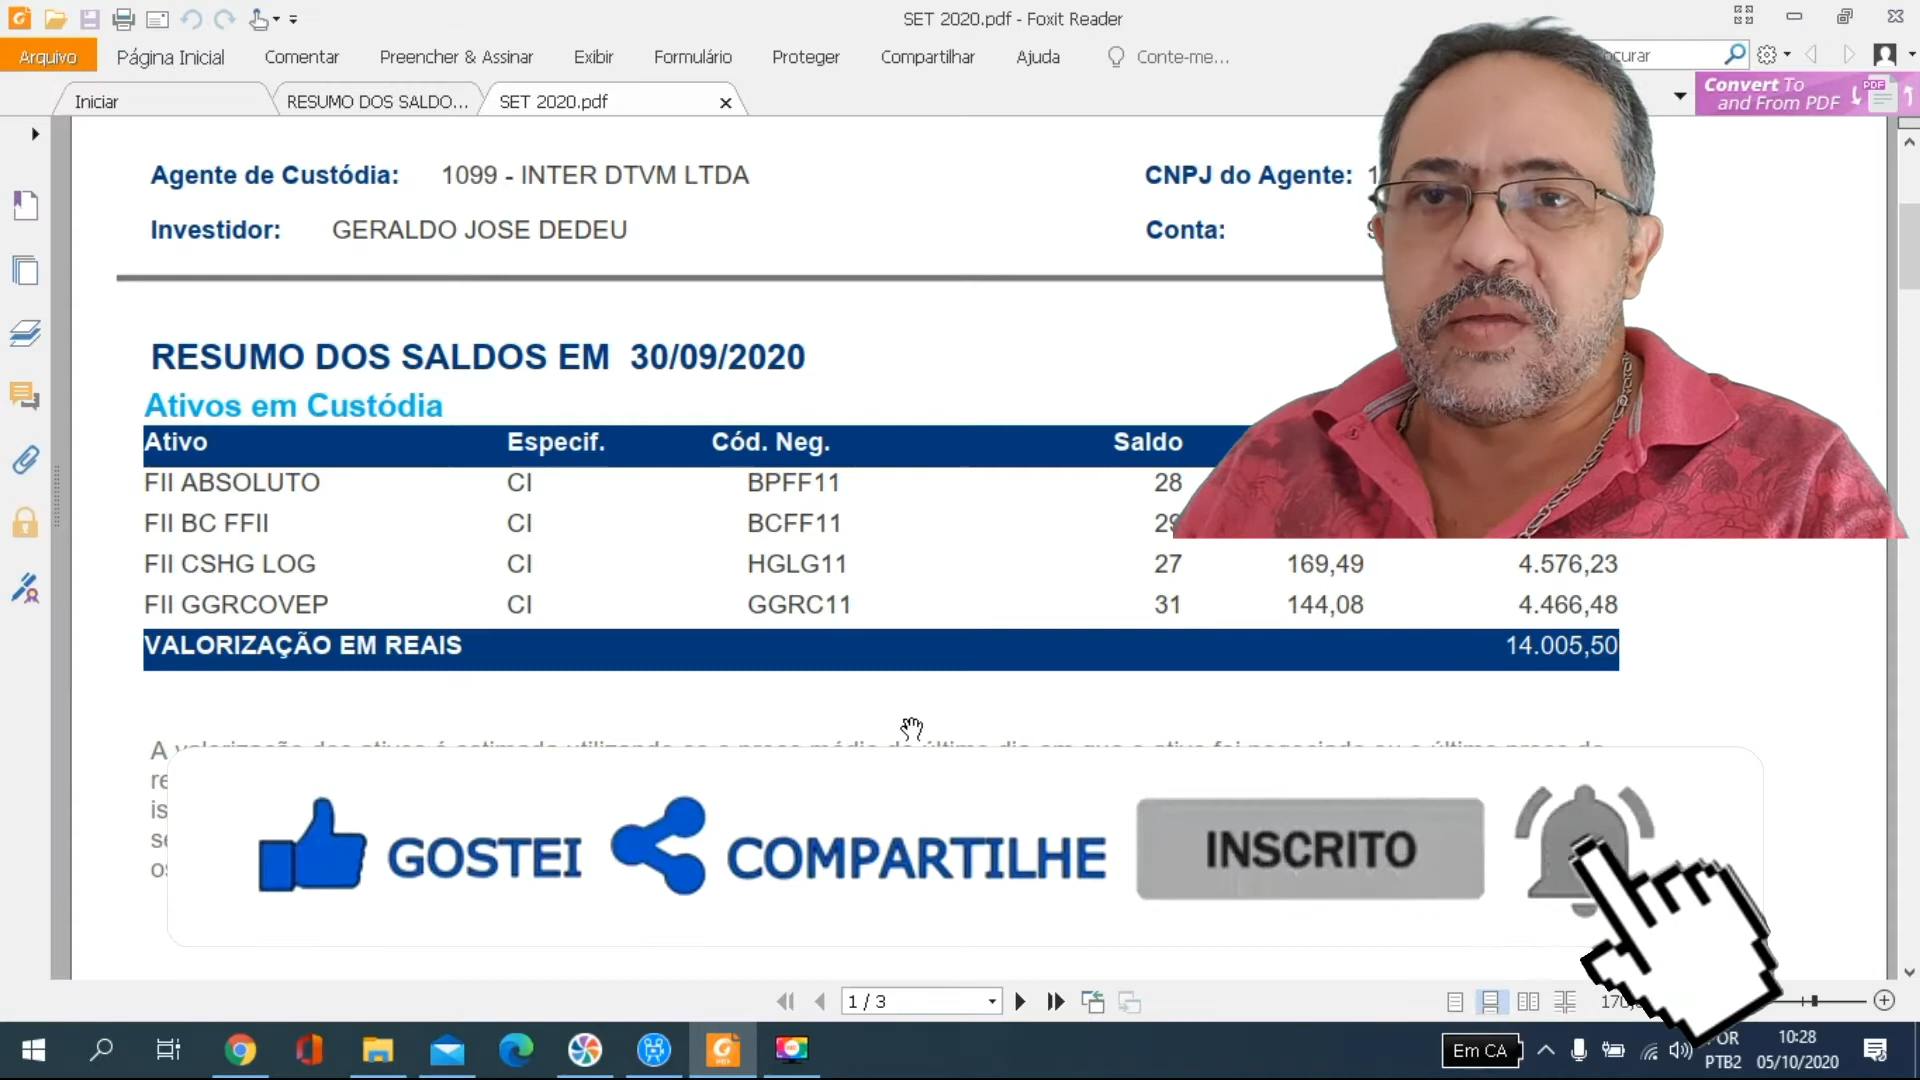 SET 2020.pdf - Foxit Reader
Arquivo Página Inicial Comentar Preencher & Assinar Exibir Formulário Proteger Compartilhar Ajuda Conte-me...
Convert To
and From PDF
PDF
Iniciar RESUMO DOS SALDO... SET 2020.pdf
Agente de Custódia: 1099 - INTER DTVM LTDA CNPJ do Agente:
Investidor: GERALDO JOSE DEDEU Conta:
RESUMO DOS SALDOS EM 30/09/2020
Ativos em Custódia
Ativo Especif. Cód. Neg. Saldo
FII ABSOLUTO CI BPFF11 28
FII BC FFII CI BCFF11 29
FII CSHG LOG CI HGLG11 27 169,49 4.576,23
FII GGRCOVEP CI GGRC11 31 144,08 4.466,48
VALORIZAÇÃO EM REAIS 14.005,50
GOSTEI COMPARTILHE INSCRITO
1 / 3
Em CA
10:28
PTB2 05/10/2020